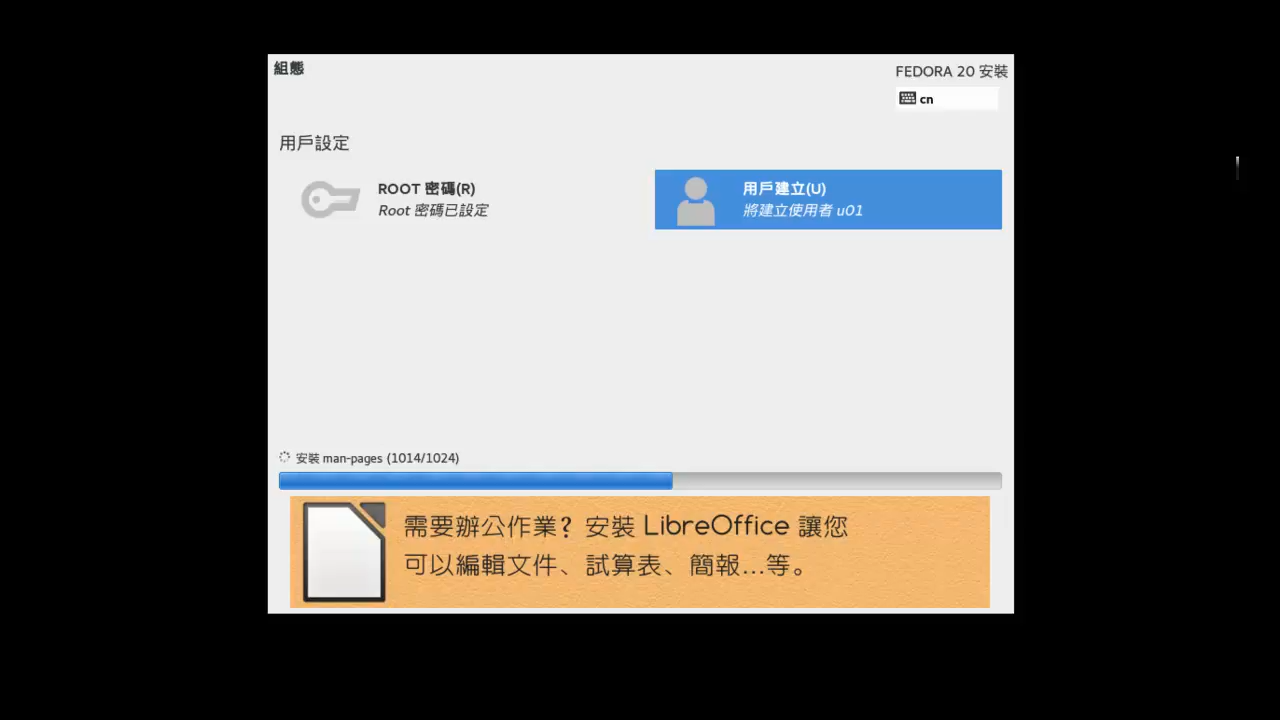 組態
FEDORA 20 安裝
cn
用戶設定
ROOT 密碼(R)
Root 密碼已設定
用戶建立(U)
將建立使用者 u01
安裝 man-pages (1014/1024)
需要辦公作業? 安裝 LibreOffice 讓您
可以編輯文件、試算表、簡報...等。